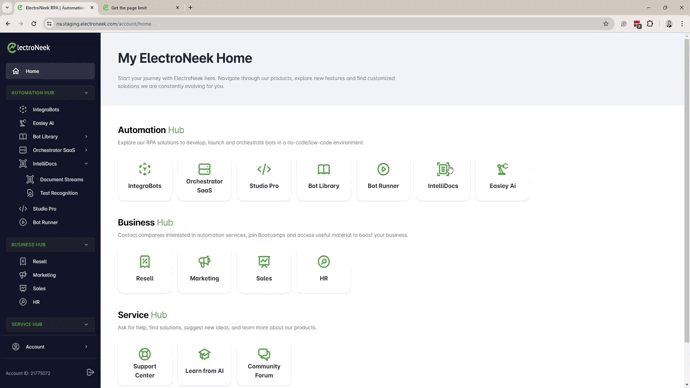 ElectroNeek RPA | Automation
Get the page limit
na.staging.electroneek.com/account/home
ElectroNeek
Home
AUTOMATION HUB
IntegraBots
Easley AI
Bot Library
Orchestrator SaaS
IntelliDocs
Document Streams
Test Recognition
Studio Pro
Bot Runner
BUSINESS HUB
Resell
Marketing
Sales
HR
SERVICE HUB
Account
Account ID: 21775072
My ElectroNeek Home
Start your journey with ElectroNeek here. Navigate through our products, explore new features and find customized
solutions we are constantly evolving for you.
Automation Hub
Explore our RPA solutions to develop, launch and orchestrate bots in a no-code/low-code environment.
IntegraBots
Orchestrator
SaaS
Studio Pro
Bot Library
Bot Runner
IntelliDocs
Easley Ai
Business Hub
Contact companies interested in automation services, join Bootcamps and access useful material to boost your business.
Resell
Marketing
Sales
HR
Service Hub
Ask for help, find solutions, suggest new ideas, and learn more about our products.
Support
Center
Learn from AI
Community
Forum